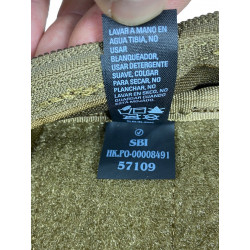 LAVAR A MANO EN
AGUA TIBIA, NO
USAR
BLANQUEADOR,
USAR DETERGENTE
SUAVE, COLGAR
PARA SECAR, NO
PLANCHAR, NO
LAVAR EN SECO, NO
SBI
HK.PO-00008491
57109